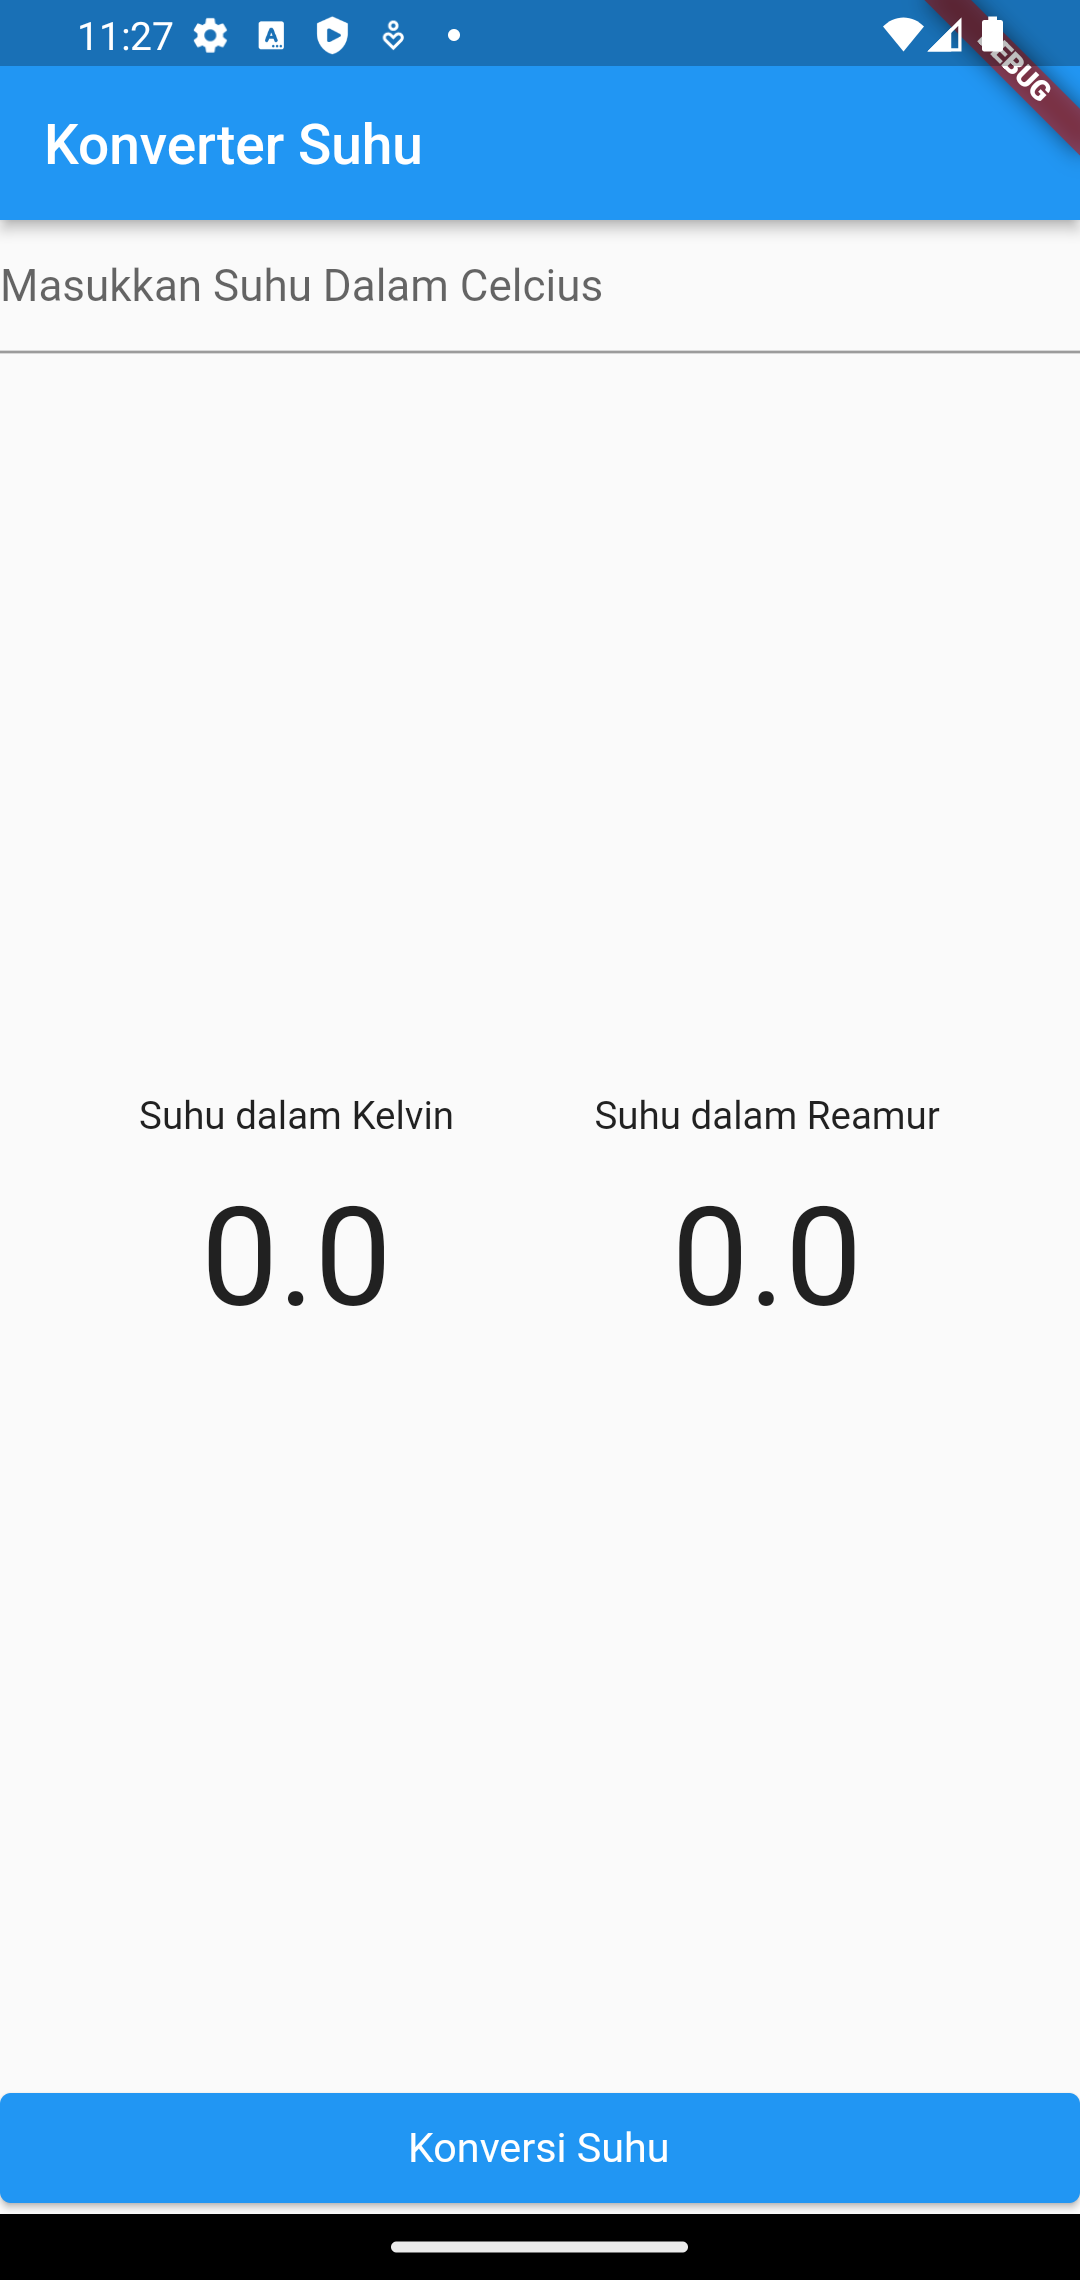 11:27
DEBUG
Konverter Suhu
Masukkan Suhu Dalam Celcius
Suhu dalam Kelvin
Suhu dalam Reamur
0.0
0.0
Konversi Suhu